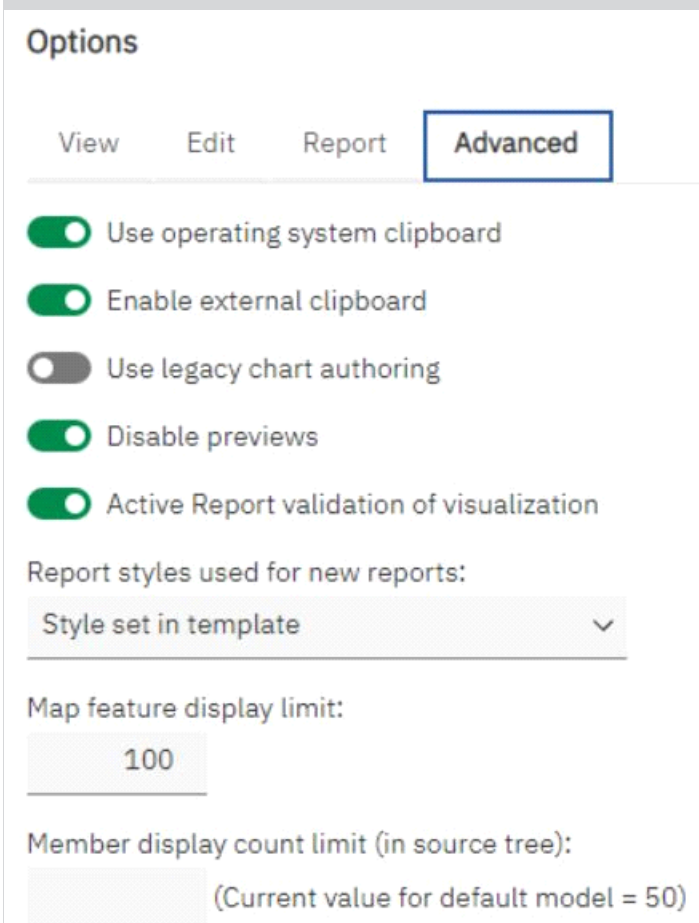 Options
View Edit Report Advanced
Use operating system clipboard
Enable external clipboard
Use legacy chart authoring
Disable previews
Active Report validation of visualization
Report styles used for new reports:
Style set in template
Map feature display limit:
100
Member display count limit (in source tree):
(Current value for default model = 50)